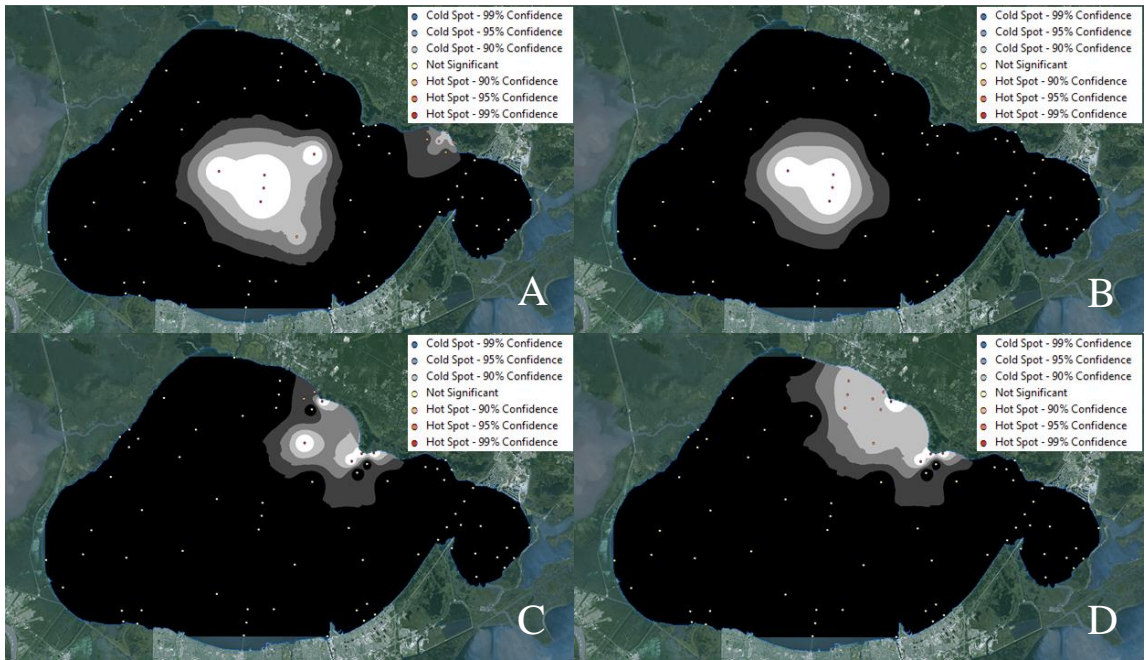 Cold Spot - 99% Confidence
Cold Spot - 95% Confidence
Cold Spot - 90% Confidence
Not Significant
Hot Spot - 90% Confidence
Hot Spot - 95% Confidence
Hot Spot - 99% Confidence
A
Cold Spot - 99% Confidence
Cold Spot - 95% Confidence
Cold Spot - 90% Confidence
Not Significant
Hot Spot - 90% Confidence
Hot Spot - 95% Confidence
Hot Spot - 99% Confidence
B
Cold Spot - 99% Confidence
Cold Spot - 95% Confidence
Cold Spot - 90% Confidence
Not Significant
Hot Spot - 90% Confidence
Hot Spot - 95% Confidence
Hot Spot - 99% Confidence
C
Cold Spot - 99% Confidence
Cold Spot - 95% Confidence
Cold Spot - 90% Confidence
Not Significant
Hot Spot - 90% Confidence
Hot Spot - 95% Confidence
Hot Spot - 99% Confidence
D